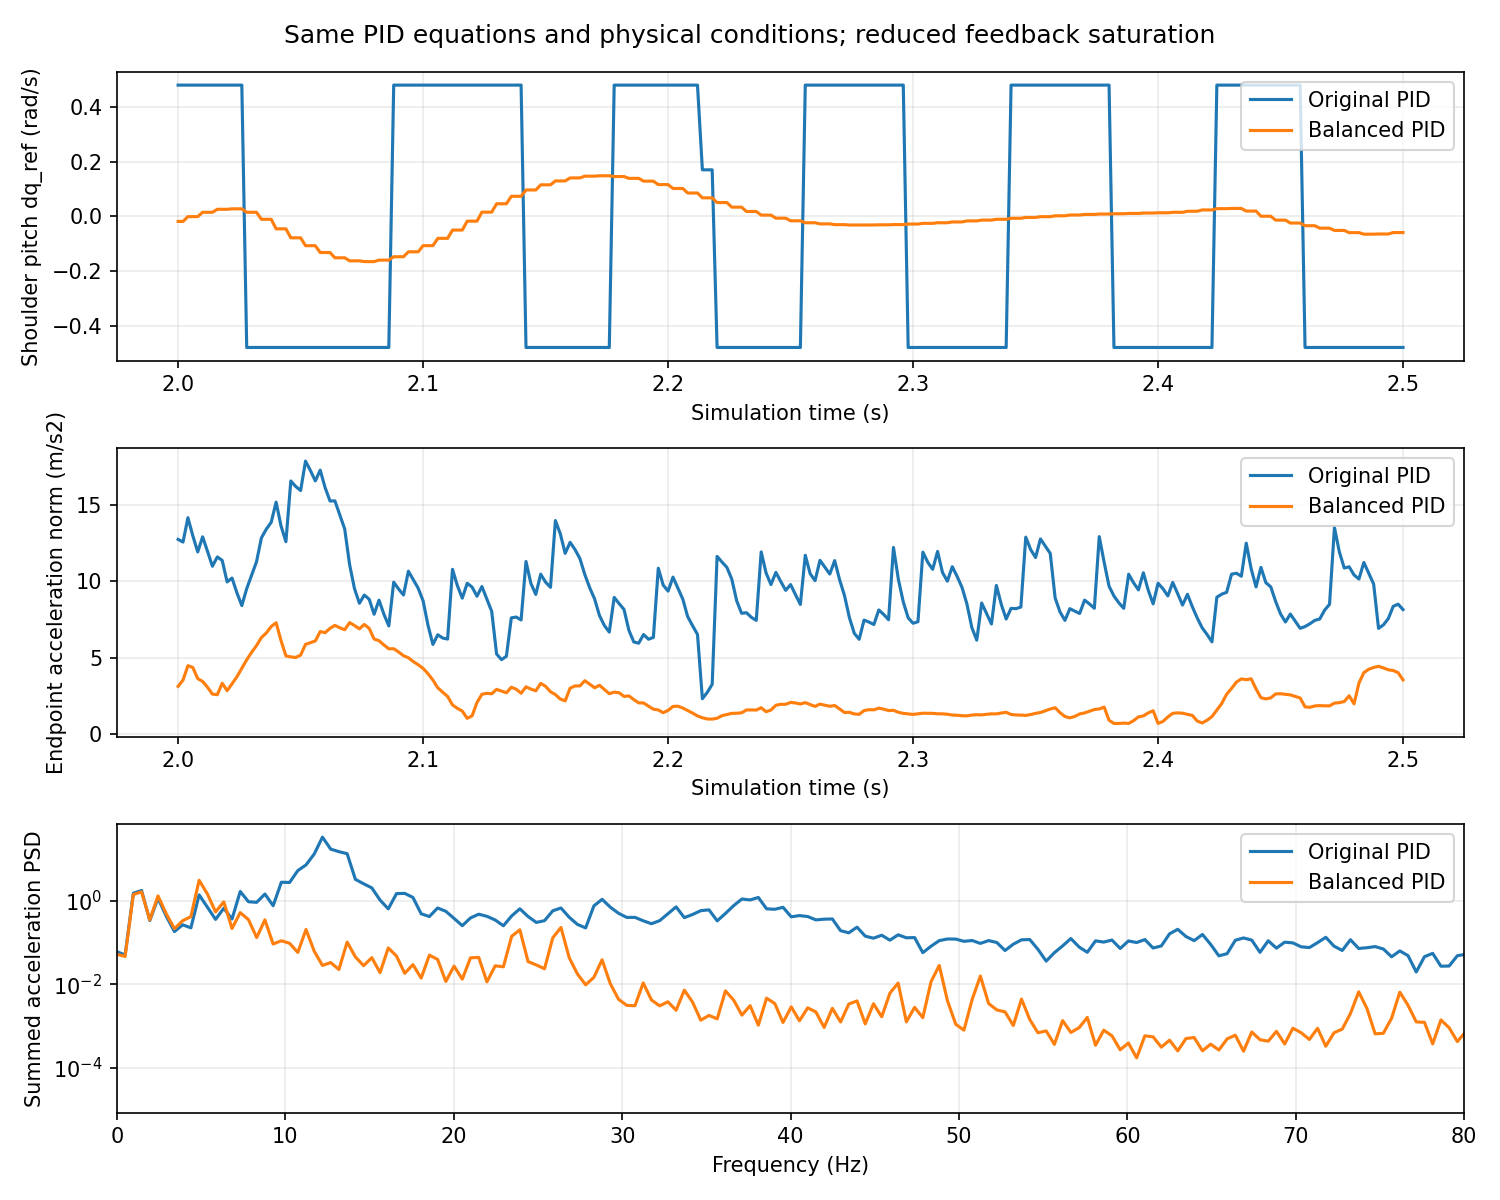 Same PID equations and physical conditions; reduced feedback saturation
Shoulder pitch dq_ref (rad/s)
0.4
0.2
0.0
−0.2
−0.4
Original PID
Balanced PID
2.0 2.1 2.2 2.3 2.4 2.5
Simulation time (s)
Endpoint acceleration norm (m/s2)
15
10
5
0
Original PID
Balanced PID
2.0 2.1 2.2 2.3 2.4 2.5
Simulation time (s)
Summed acceleration PSD
10⁰
10⁻²
10⁻⁴
Original PID
Balanced PID
0 10 20 30 40 50 60 70 80
Frequency (Hz)